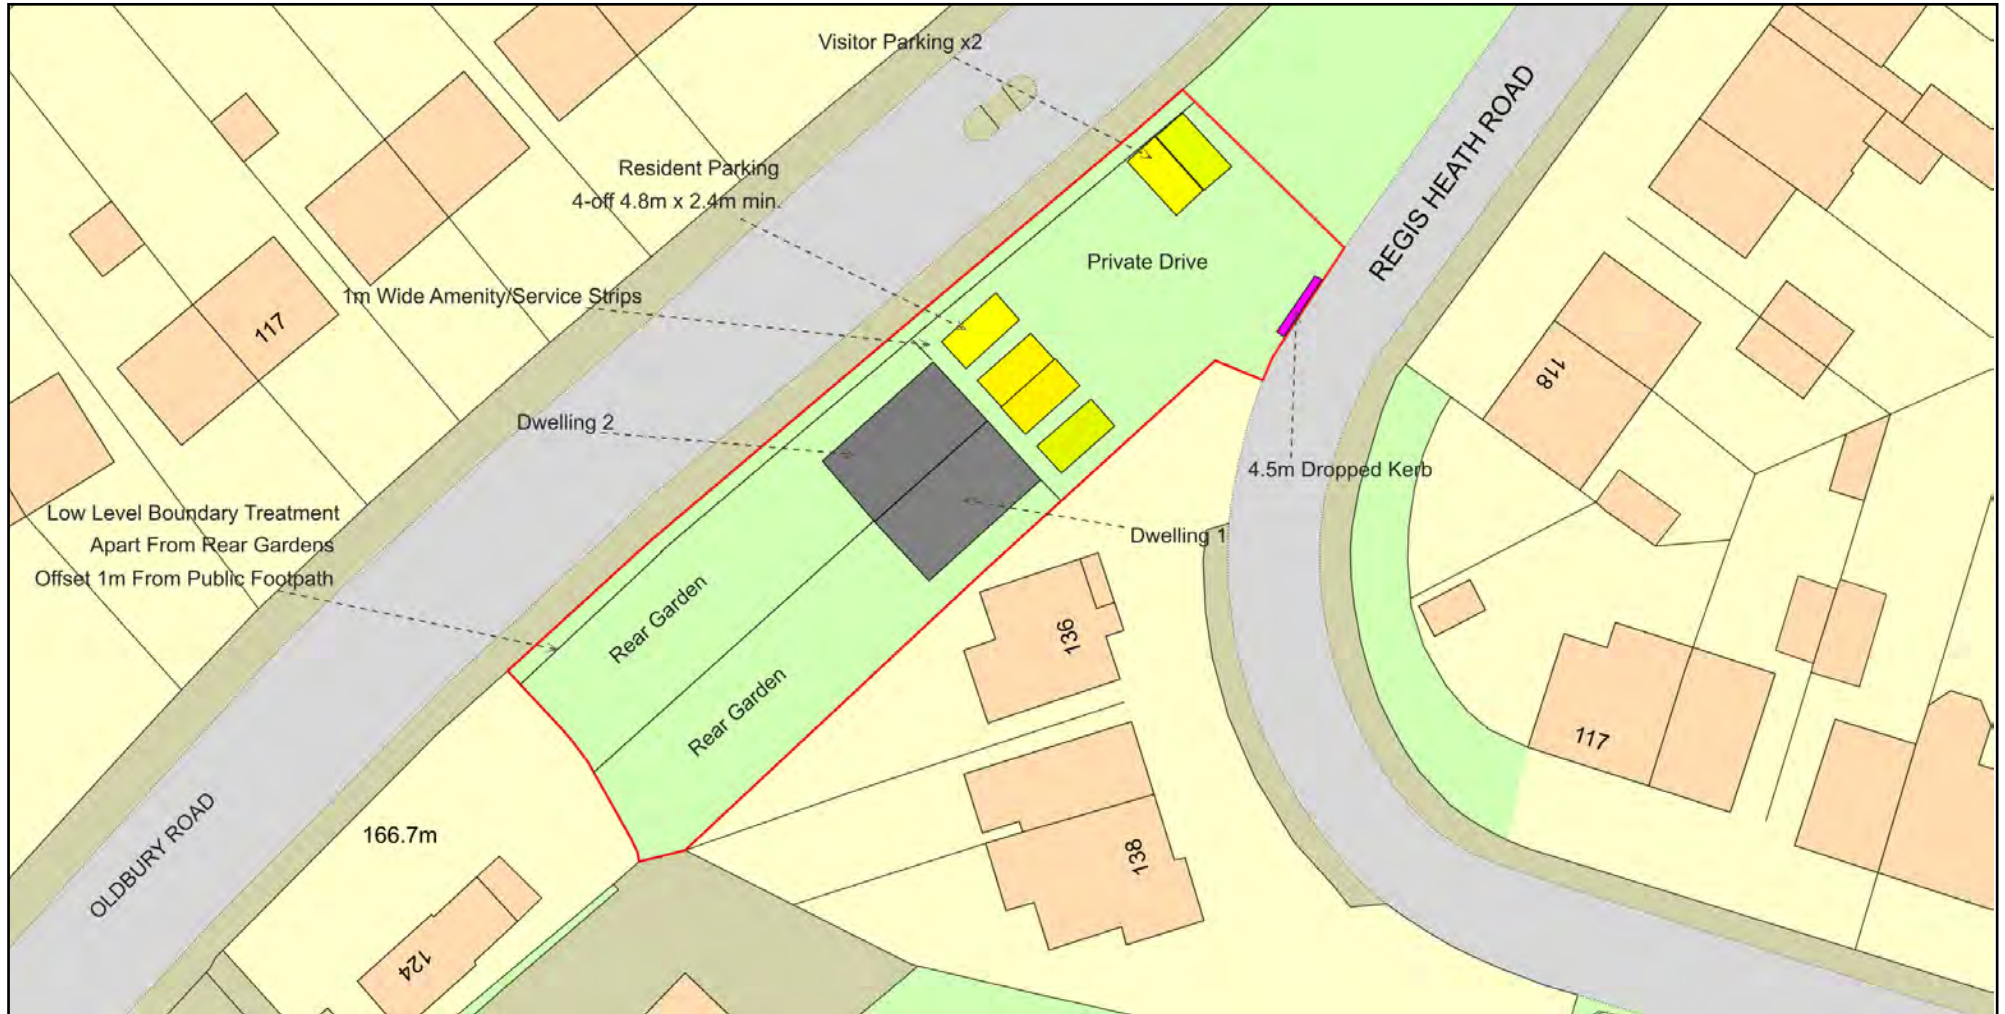 Visitor Parking x2
REGIS HEATH ROAD
Resident Parking
4-off 4.8m x 2.4m min.
Private Drive
1m Wide Amenity/Service Strips
117
118
Dwelling 2
4.5m Dropped Kerb
Low Level Boundary Treatment
Apart From Rear Gardens
Offset 1m From Public Footpath
Dwelling 1
Rear Garden
136
Rear Garden
117
OLDBURY ROAD
166.7m
138
124